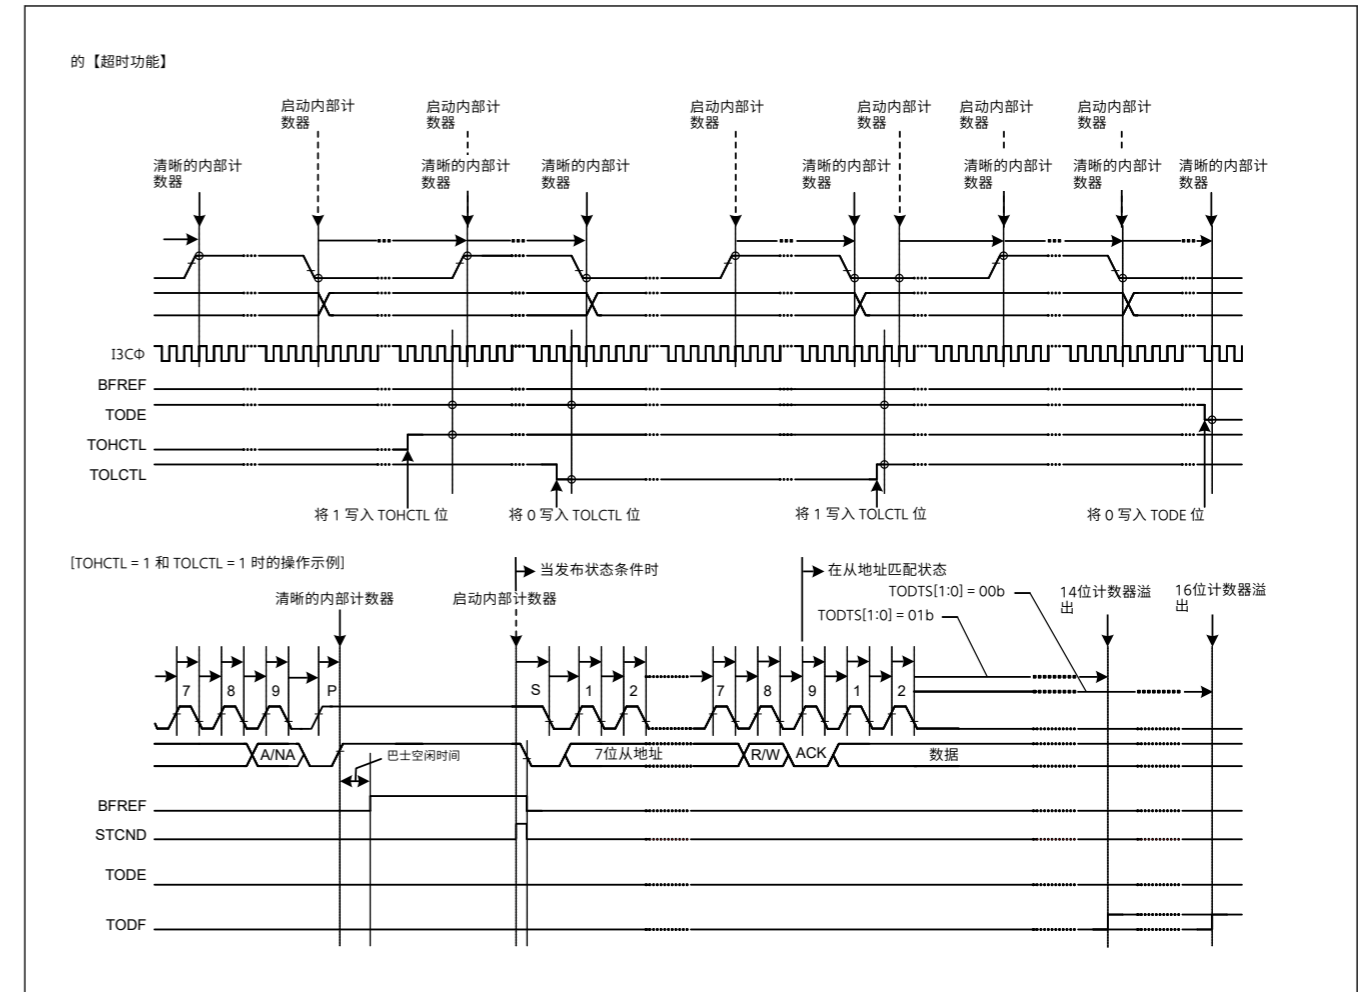 的【超时功能】
启动内部计
数器
启动内部计
数器
启动内部计
数器
启动内部计
数器
启动内部计
数器
启动内部计
数器
清晰的内部计
数器
清晰的内部计
数器
清晰的内部计
数器
清晰的内部计
数器
清晰的内部计
数器
清晰的内部计
数器
清晰的内部计
数器
I3CΦ
BFREF
TODE
TOHCTL
TOLCTL
将 1 写入 TOHCTL 位
将 0 写入 TOLCTL 位
将 1 写入 TOLCTL 位
将 0 写入 TODE 位
[TOHCTL = 1 和 TOLCTL = 1 时的操作示例]
当发布状态条件时
在从地址匹配状态
清晰的内部计数器
启动内部计数器
TODTS[1:0] = 00b
TODTS[1:0] = 01b
14位计数器溢
出
16位计数器溢
出
7 8 9 P S 1 2 7 8 9 1 2
A/NA
巴士空闲时间
7位从地址
R/W
ACK
数据
BFREF
STCND
TODE
TODF